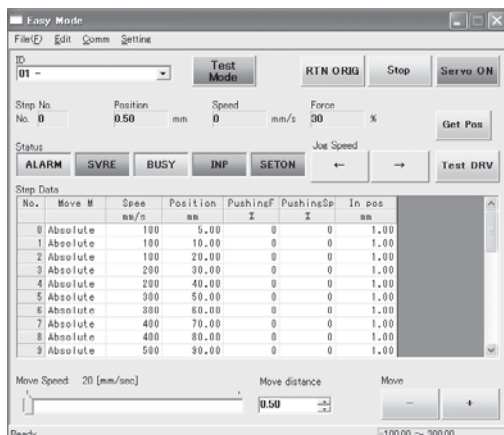 Easy Mode
File(F) Edit Comm Setting
ID
01 -
Test Mode
RTN ORIG
Stop
Servo ON
Step No. Position Speed Force
No. 0 0.50 mm 0 mm/s 30 %
Get Pos
Status Jog Speed
ALARM SVRE BUSY INP SETON ← → Test DRV
Step Data
No. Move M Spee Position PushingF PushingSp In pos
mm/s mm % % mm
0 Absolute 100 5.00 0 0 1.00
1 Absolute 100 10.00 0 0 1.00
2 Absolute 100 20.00 0 0 1.00
3 Absolute 200 30.00 0 0 1.00
4 Absolute 200 40.00 0 0 1.00
5 Absolute 300 50.00 0 0 1.00
6 Absolute 300 60.00 0 0 1.00
7 Absolute 400 70.00 0 0 1.00
8 Absolute 400 80.00 0 0 1.00
9 Absolute 500 90.00 0 0 1.00
Move Speed 20 [mm/sec] Move distance Move
0.50 - +
Ready -100.00 ~ 300.00